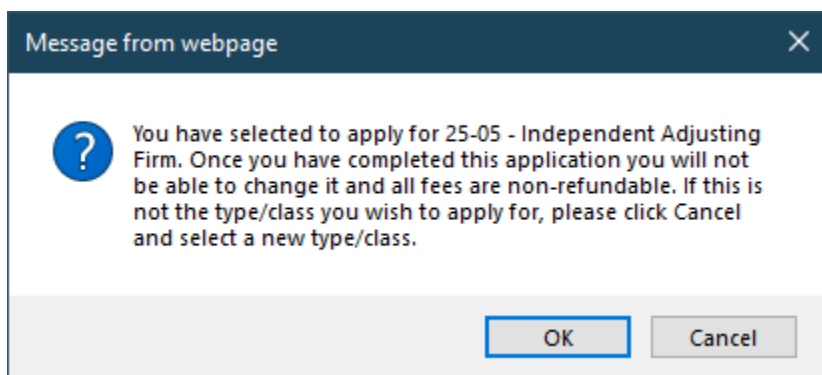 Message from webpage
You have selected to apply for 25-05 - Independent Adjusting
Firm. Once you have completed this application you will not
be able to change it and all fees are non-refundable. If this is
not the type/class you wish to apply for, please click Cancel
and select a new type/class.
OK
Cancel